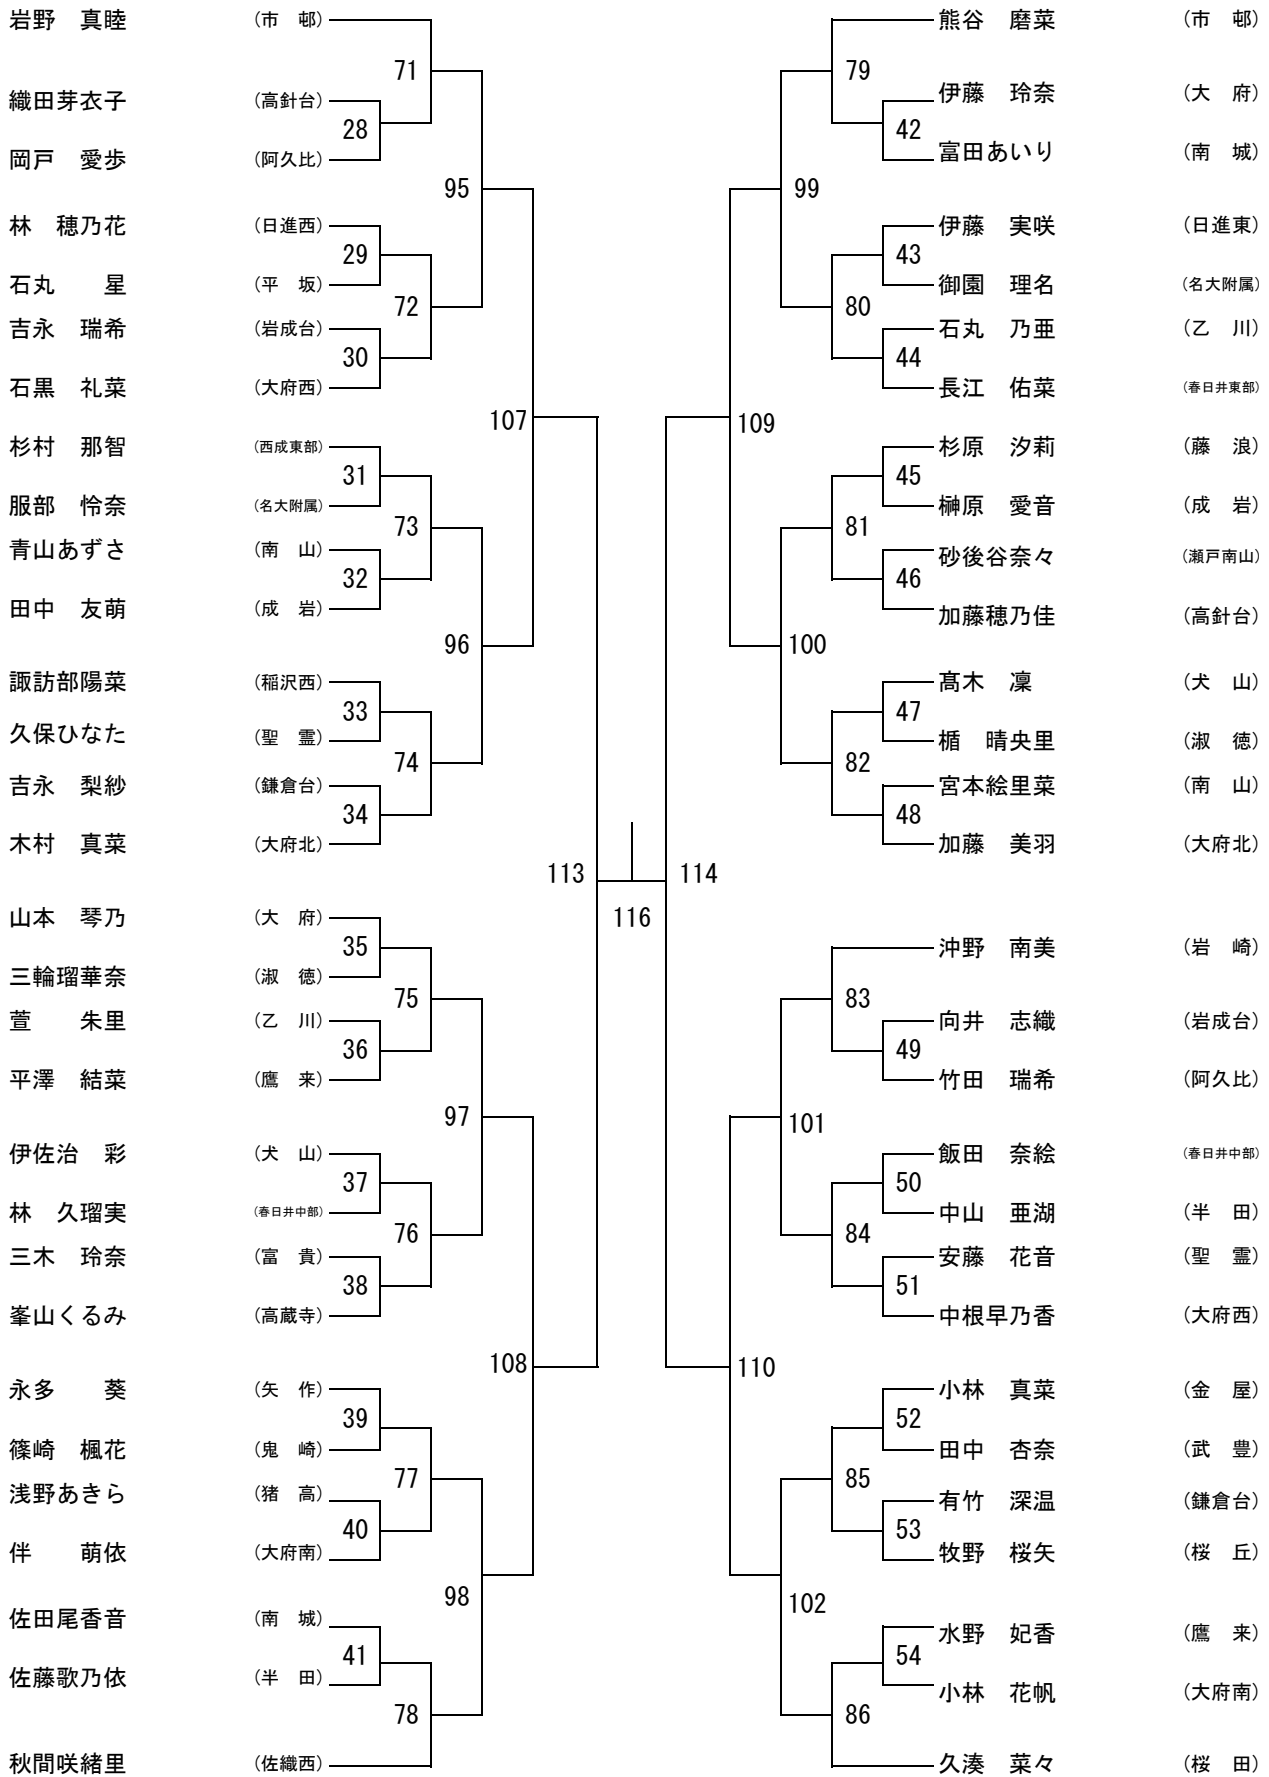 岩野　真睦　(市　邨)
71
織田芽衣子　(高針台)
28
岡戸　愛歩　(阿久比)
95
林　穂乃花　(日進西)
29
石丸　　星　(平　坂)
72
吉永　瑞希　(岩成台)
30
石黒　礼菜　(大府西)
107
杉村　那智　(西成東部)
31
服部　怜奈　(名大附属)
73
青山あずさ　(南　山)
32
田中　友萌　(成　岩)
96
諏訪部陽菜　(稲沢西)
33
久保ひなた　(聖　霊)
74
吉永　梨紗　(鎌倉台)
34
木村　真菜　(大府北)
113
山本　琴乃　(大　府)
35
三輪瑠華奈　(淑　徳)
75
萱　　朱里　(乙　川)
36
平澤　結菜　(鷹　来)
97
伊佐治　彩　(犬　山)
37
林　久瑠実　(春日井中部)
76
三木　玲奈　(富　貴)
38
峯山くるみ　(高蔵寺)
108
永多　　葵　(矢　作)
39
篠崎　楓花　(鬼　崎)
77
浅野あきら　(猪　高)
40
伴　　萌依　(大府南)
98
佐田尾香音　(南　城)
41
佐藤歌乃依　(半　田)
78
秋間咲緒里　(佐織西)
116
熊谷　磨菜　(市　邨)
79
伊藤　玲奈　(大　府)
42
富田あいり　(南　城)
99
伊藤　実咲　(日進東)
43
御園　理名　(名大附属)
80
石丸　乃亜　(乙　川)
44
長江　佑菜　(春日井東部)
109
杉原　汐莉　(藤　浪)
45
榊原　愛音　(成　岩)
81
砂後谷奈々　(瀬戸南山)
46
加藤穂乃佳　(高針台)
100
髙木　凜　(犬　山)
47
楯　晴央里　(淑　徳)
82
宮本絵里菜　(南　山)
48
加藤　美羽　(大府北)
114
沖野　南美　(岩　崎)
83
向井　志織　(岩成台)
49
竹田　瑞希　(阿久比)
101
飯田　奈絵　(春日井中部)
50
中山　亜湖　(半　田)
84
安藤　花音　(聖　霊)
51
中根早乃香　(大府西)
110
小林　真菜　(金　屋)
52
田中　杏奈　(武　豊)
85
有竹　深温　(鎌倉台)
53
牧野　桜矢　(桜　丘)
102
水野　妃香　(鷹　来)
54
小林　花帆　(大府南)
86
久湊　菜々　(桜　田)